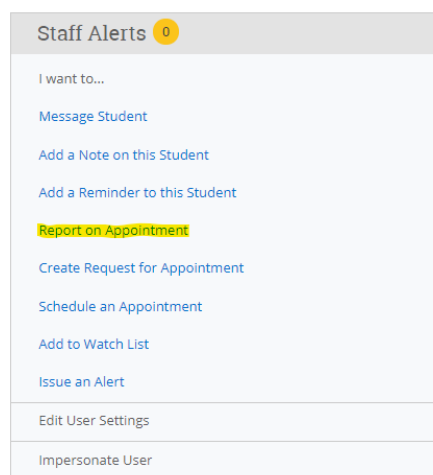 Staff Alerts 0
I want to...
Message Student
Add a Note on this Student
Add a Reminder to this Student
Report on Appointment
Create Request for Appointment
Schedule an Appointment
Add to Watch List
Issue an Alert
Edit User Settings
Impersonate User